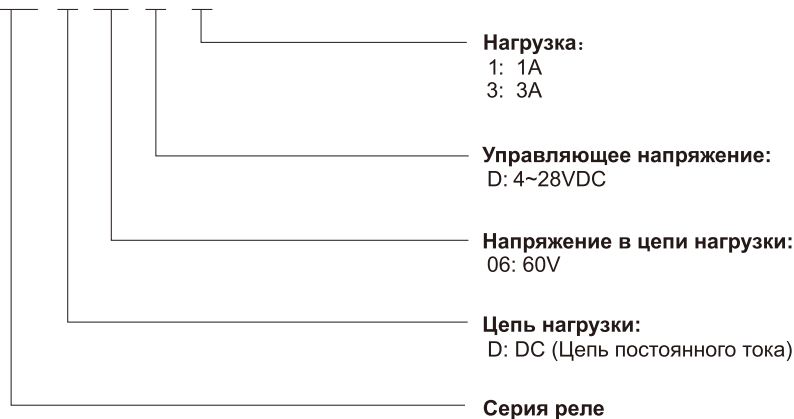 Нагрузка:
1: 1A
3: 3A
Управляющее напряжение:
D: 4~28VDC
Напряжение в цепи нагрузки:
06: 60V
Цепь нагрузки:
D: DC (Цепь постоянного тока)
Серия реле